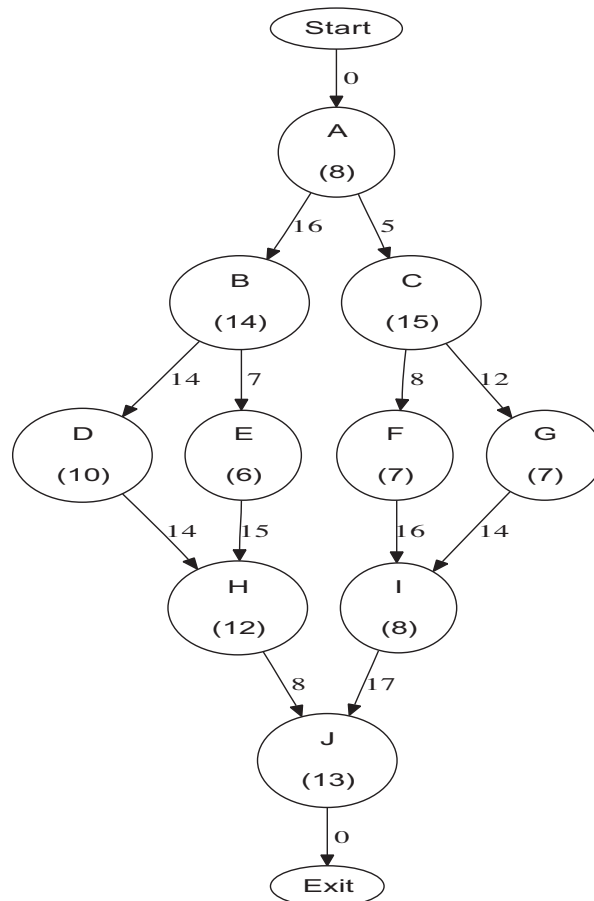 Start
0
A
(8)
16 5
B C
(14) (15)
14 7 8 12
D E F G
(10) (6) (7) (7)
14 15 16 14
H I
(12) (8)
8 17
J
(13)
0
Exit